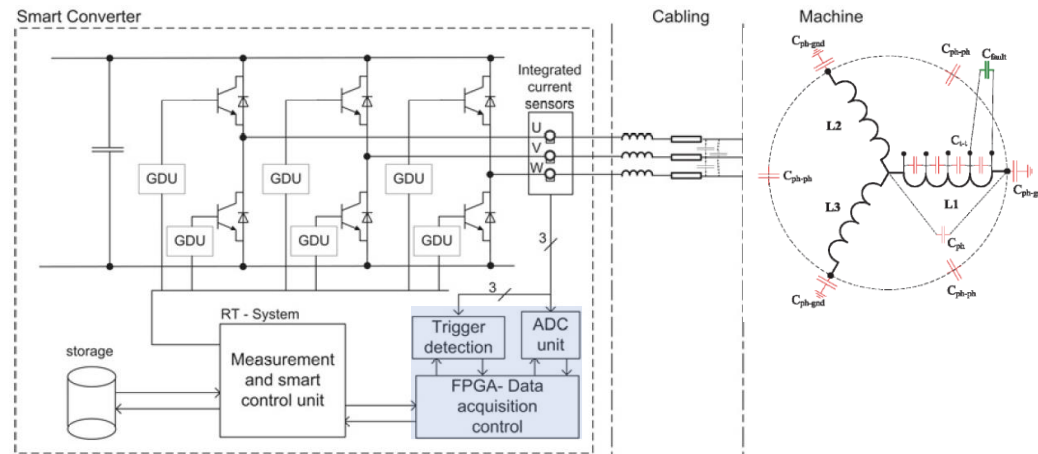 Smart Converter
Cabling
Machine
GDU
GDU
GDU
GDU
GDU
GDU
Integrated
current
sensors
U
V
W
3
3
RT - System
storage
Measurement
and smart
control unit
Trigger
detection
ADC
unit
FPGA- Data
acquisition
control
Cph-gnd
Cph-ph
Cfault
L2
Ct-t
Cph-ph
L1
Cph-gn
L3
Cph
Cph-gnd
Cph-ph